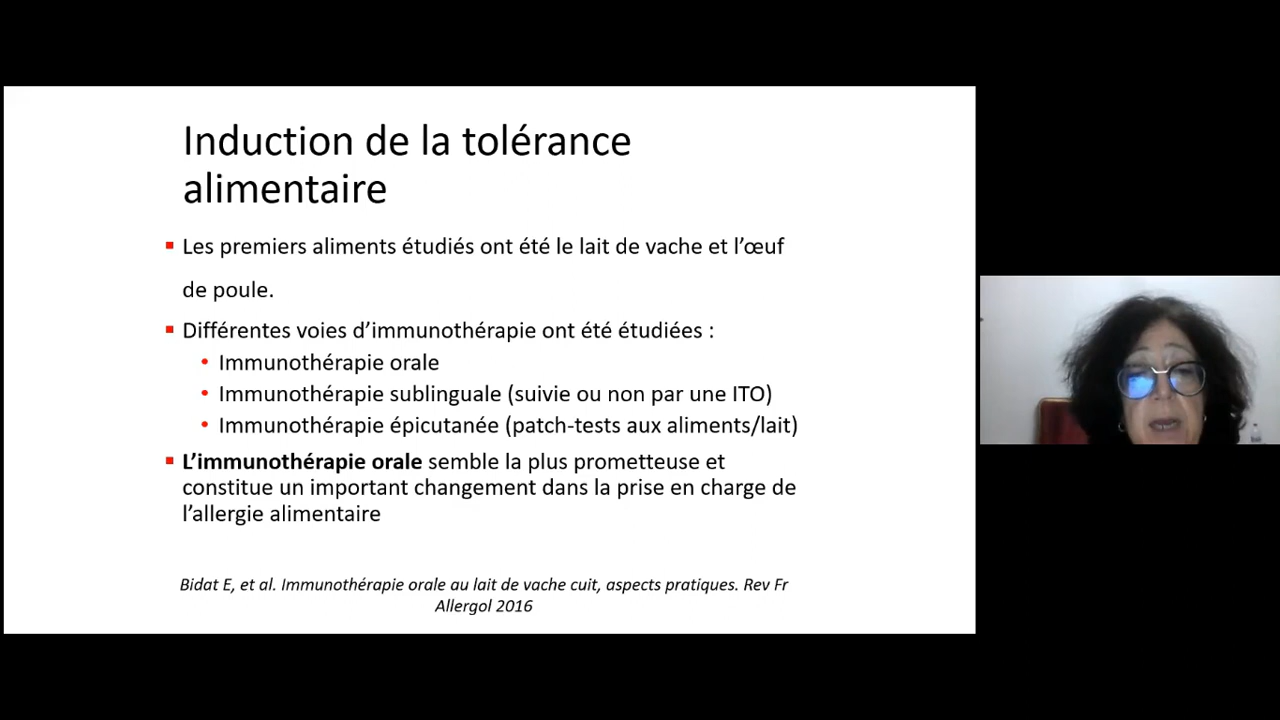 Induction de la tolérance
alimentaire
▪ Les premiers aliments étudiés ont été le lait de vache et l’œuf
de poule.
▪ Différentes voies d’immunothérapie ont été étudiées :
• Immunothérapie orale
• Immunothérapie sublinguale (suivie ou non par une ITO)
• Immunothérapie épicutanée (patch-tests aux aliments/lait)
▪ L’immunothérapie orale semble la plus prometteuse et
constitue un important changement dans la prise en charge de
l’allergie alimentaire
Bidat E, et al. Immunothérapie orale au lait de vache cuit, aspects pratiques. Rev Fr
Allergol 2016